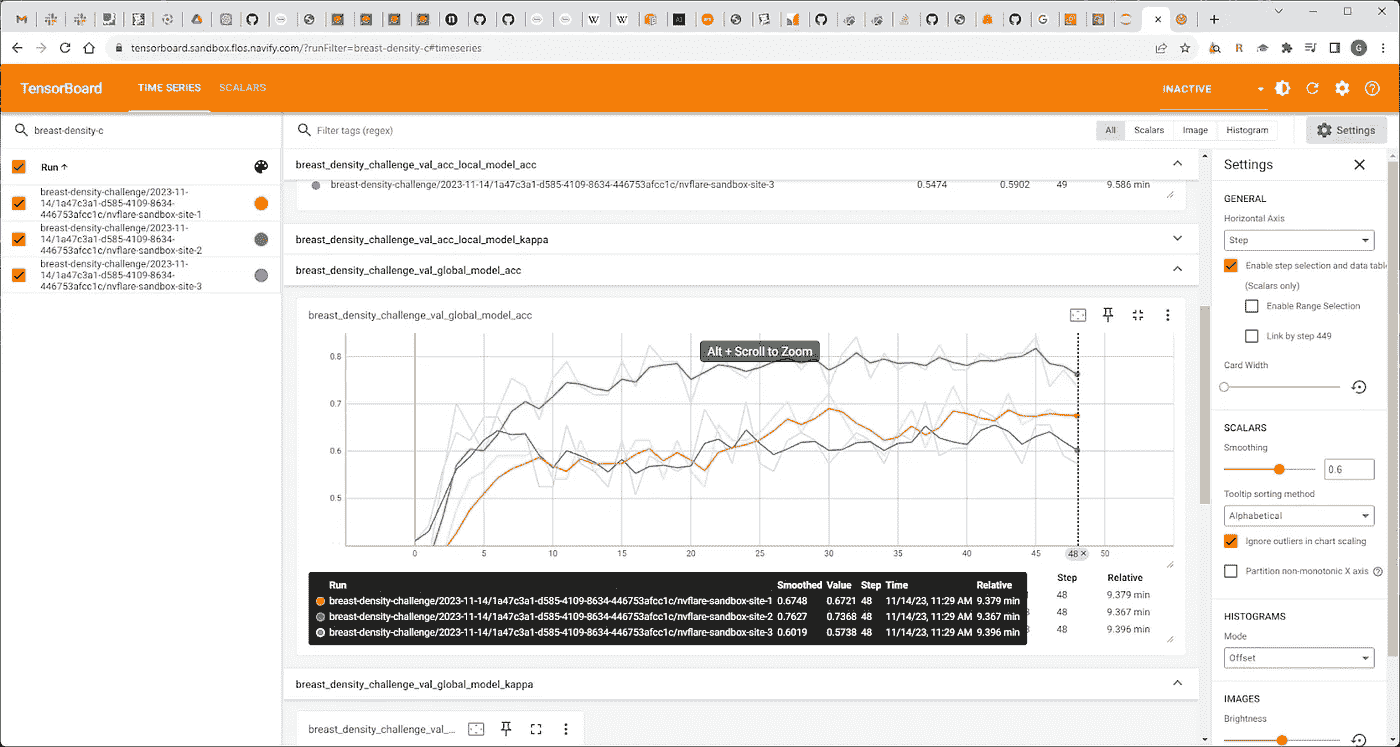 tensorboard.sandbox.flos.navify.com/?runFilter=breast-density-c#timeseries
G
TensorBoard
TIME SERIES
SCALARS
INACTIVE
breast-density-c
Filter tags (regex)
All
Scalars
Image
Histogram
Settings
Run
breast-density-challenge/2023-11-
14/1a47c3a1-d585-4109-8634-
446753afcc1c/nvflare-sandbox-site-1
breast-density-challenge/2023-11-
14/1a47c3a1-d585-4109-8634-
446753afcc1c/nvflare-sandbox-site-2
breast-density-challenge/2023-11-
14/1a47c3a1-d585-4109-8634-
446753afcc1c/nvflare-sandbox-site-3
breast_density_challenge_val_acc_local_model_acc
breast-density-challenge/2023-11-14/1a47c3a1-d585-4109-8634-446753afcc1c/nvflare-sandbox-site-3 0.5474 0.5902 49 9.586 min
breast_density_challenge_val_acc_local_model_kappa
breast_density_challenge_val_global_model_acc
breast_density_challenge_val_global_model_acc
Alt + Scroll to Zoom
0.8
0.7
0.6
0.5
0 5 10 15 20 25 30 35 40 45 48 × 50
Run Smoothed Value Step Time Relative
breast-density-challenge/2023-11-14/1a47c3a1-d585-4109-8634-446753afcc1c/nvflare-sandbox-site-1 0.6748 0.6721 48 11/14/23, 11:29 AM 9.379 min
breast-density-challenge/2023-11-14/1a47c3a1-d585-4109-8634-446753afcc1c/nvflare-sandbox-site-2 0.7627 0.7368 48 11/14/23, 11:29 AM 9.367 min
breast-density-challenge/2023-11-14/1a47c3a1-d585-4109-8634-446753afcc1c/nvflare-sandbox-site-3 0.6019 0.5738 48 11/14/23, 11:29 AM 9.396 min
Step Relative
48 9.379 min
48 9.367 min
48 9.396 min
breast_density_challenge_val_global_model_kappa
breast_density_challenge_val_...
Settings
GENERAL
Horizontal Axis
Step
Enable step selection and data table
(Scalars only)
Enable Range Selection
Link by step 449
Card Width
SCALARS
Smoothing
0.6
Tooltip sorting method
Alphabetical
Ignore outliers in chart scaling
Partition non-monotonic X axis
HISTOGRAMS
Mode
Offset
IMAGES
Brightness